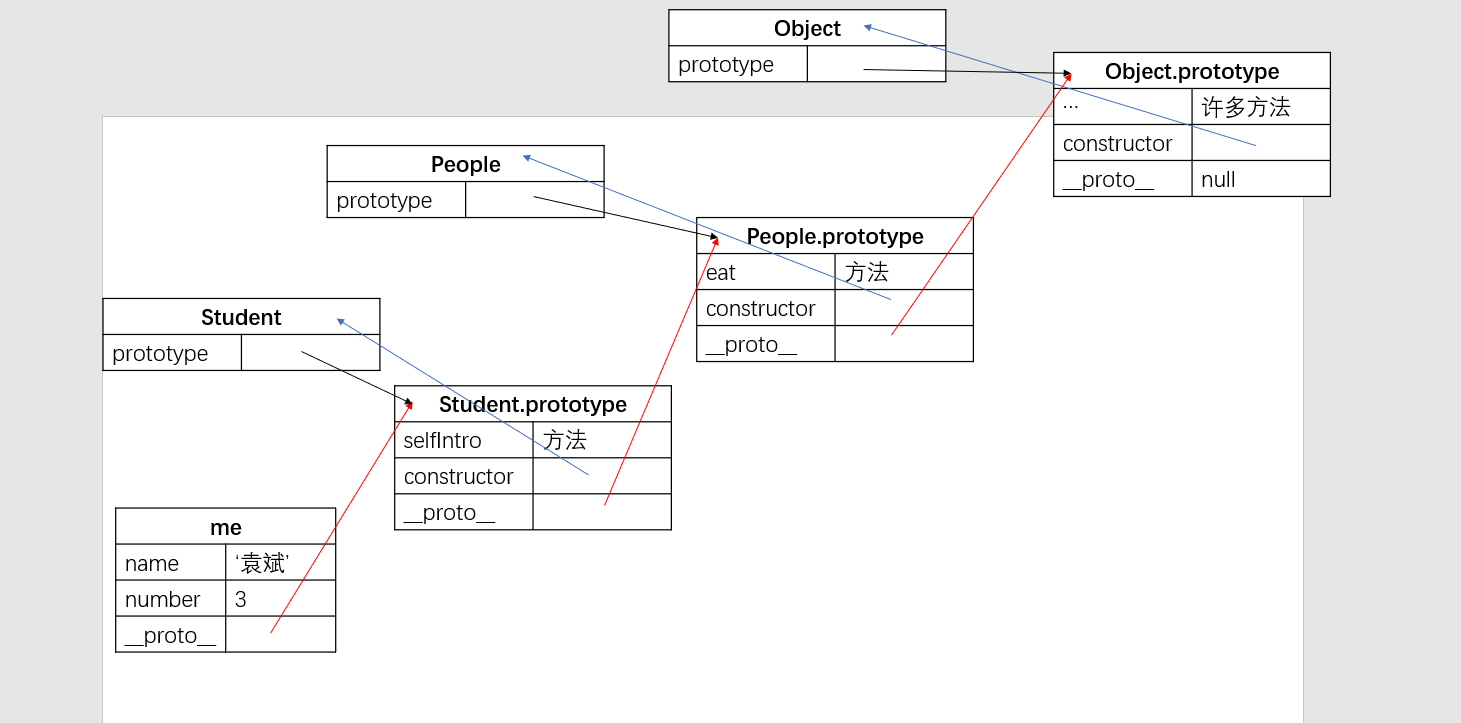 Object
prototype
Object.prototype
… 许多方法
constructor
__proto__ null
People
prototype
People.prototype
eat 方法
constructor
__proto__
Student
prototype
Student.prototype
selfIntro 方法
constructor
__proto__
me
name ‘袁斌’
number 3
__proto__